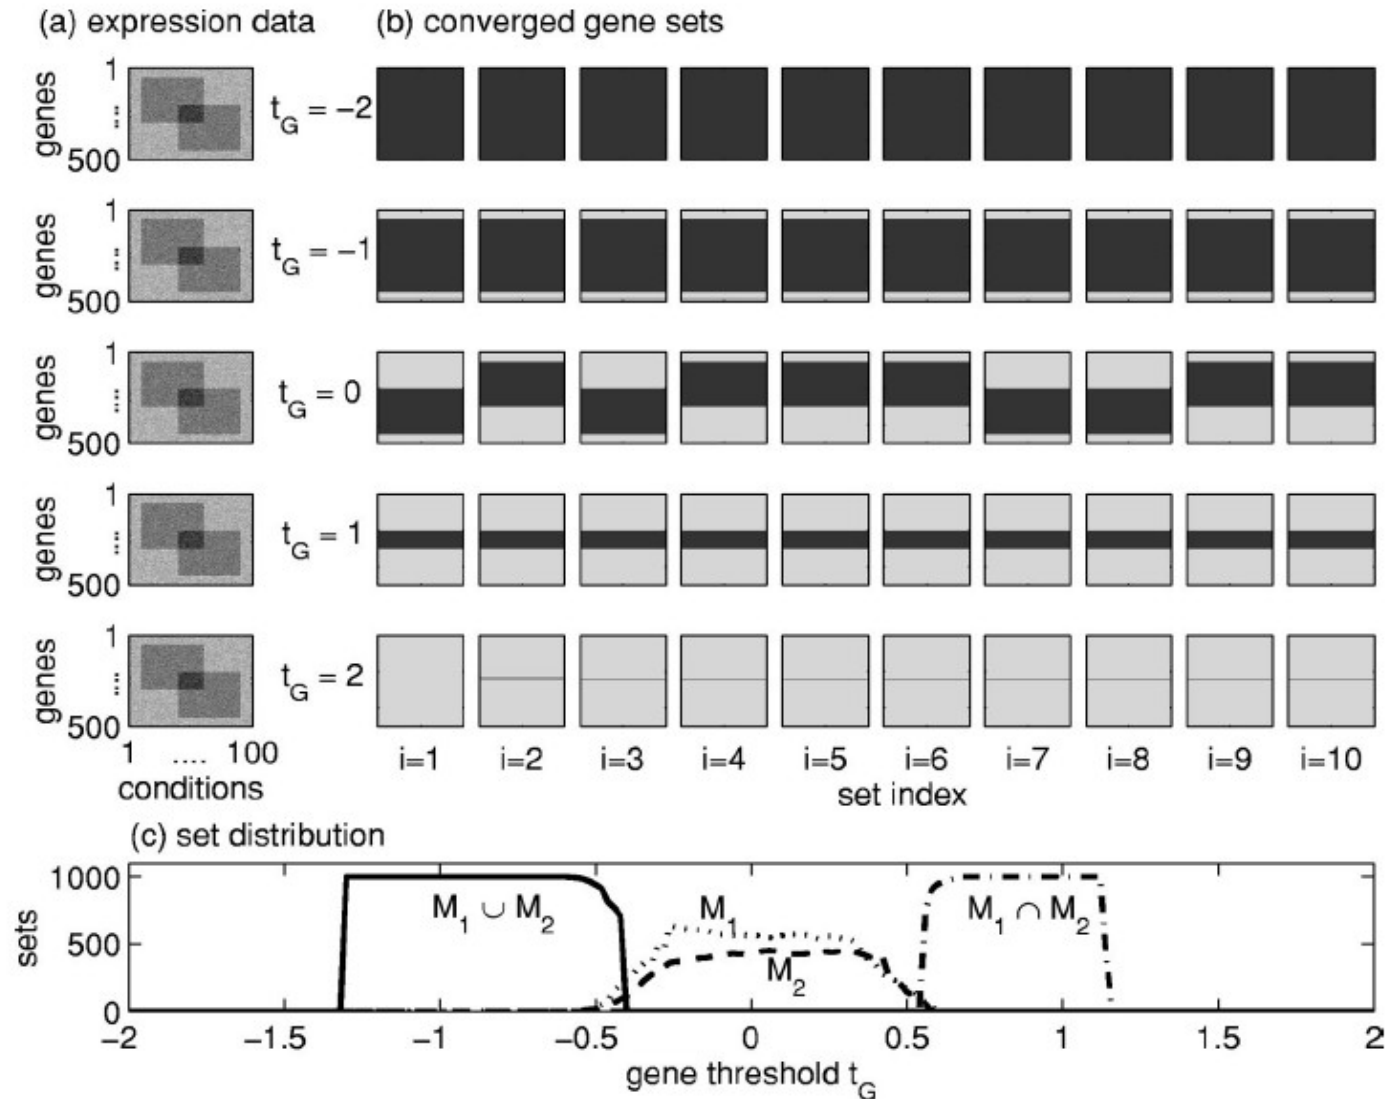 (a) expression data (b) converged gene sets
1
genes
500
t_G = −2
1
genes
500
t_G = −1
1
genes
500
t_G = 0
1
genes
500
t_G = 1
1
genes
500
t_G = 2
1 .... 100
conditions
i=1 i=2 i=3 i=4 i=5 i=6 i=7 i=8 i=9 i=10
set index
(c) set distribution
sets
1000
500
0
M_1 ∪ M_2
M_1
M_2
M_1 ∩ M_2
−2 −1.5 −1 −0.5 0 0.5 1 1.5 2
gene threshold t_G